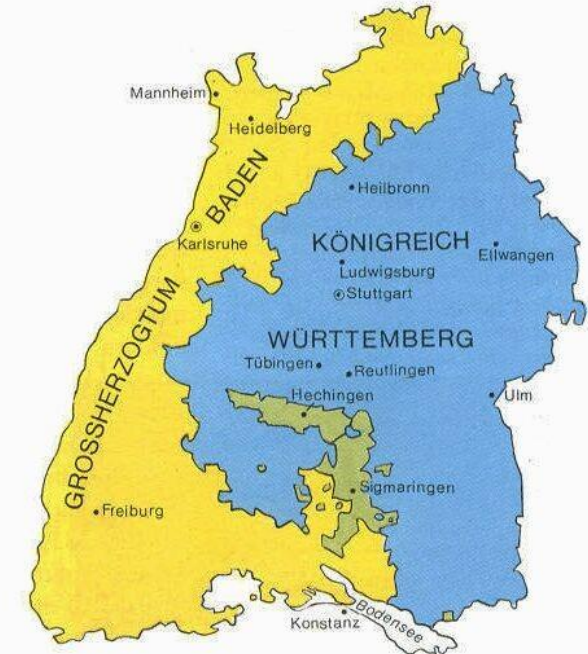 Mannheim
Heidelberg
GROSSHERZOGTUM BADEN
Heilbronn
Karlsruhe
KÖNIGREICH
Ellwangen
Ludwigsburg
Stuttgart
WÜRTTEMBERG
Tübingen
Reutlingen
Hechingen
Ulm
Sigmaringen
Freiburg
Bodensee
Konstanz